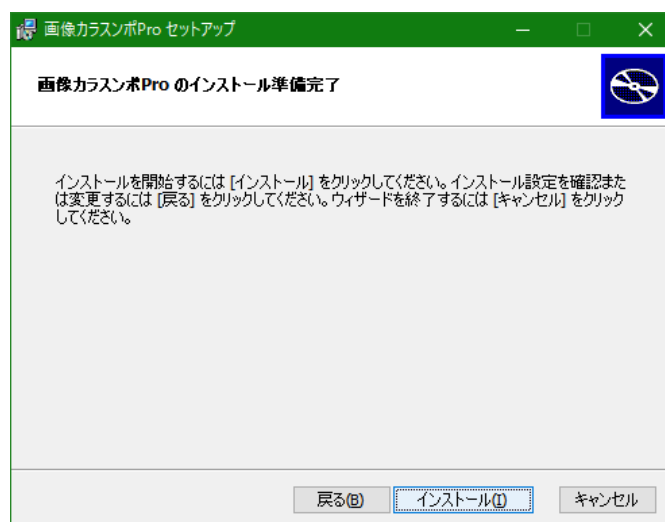 画像カラスンポPro セットアップ
画像カラスンポPro のインストール準備完了
インストールを開始するには [インストール] をクリックしてください。インストール設定を確認また
は変更するには [戻る] をクリックしてください。ウィザードを終了するには [キャンセル] をクリック
してください。
戻る(B)
インストール(I)
キャンセル